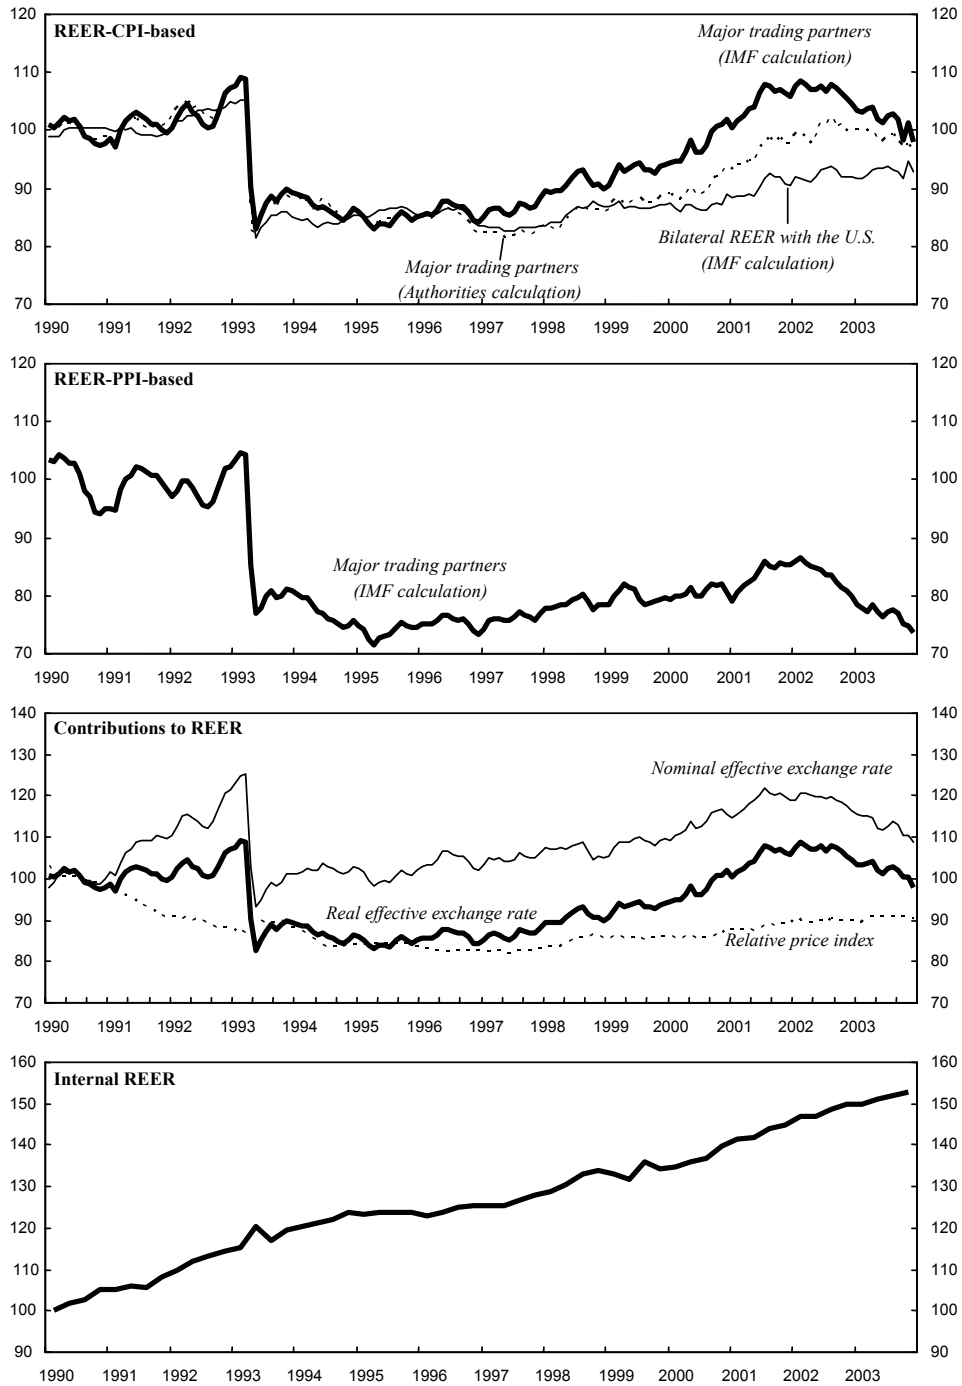 120 120
REER-CPI-based
Major trading partners
(IMF calculation)
110 110
100 100
90 90
Bilateral REER with the U.S.
(IMF calculation)
80 80
Major trading partners
(Authorities calculation)
70 70
1990 1991 1992 1993 1994 1995 1996 1997 1998 1999 2000 2001 2002 2003
120 120
REER-PPI-based
110 110
100 100
90 90
Major trading partners
(IMF calculation)
80 80
70 70
1990 1991 1992 1993 1994 1995 1996 1997 1998 1999 2000 2001 2002 2003
140 140
Contributions to REER
130 130
Nominal effective exchange rate
120 120
110 110
100 100
90 90
Real effective exchange rate
Relative price index
80 80
70 70
1990 1991 1992 1993 1994 1995 1996 1997 1998 1999 2000 2001 2002 2003
160 160
Internal REER
150 150
140 140
130 130
120 120
110 110
100 100
90 90
1990 1991 1992 1993 1994 1995 1996 1997 1998 1999 2000 2001 2002 2003